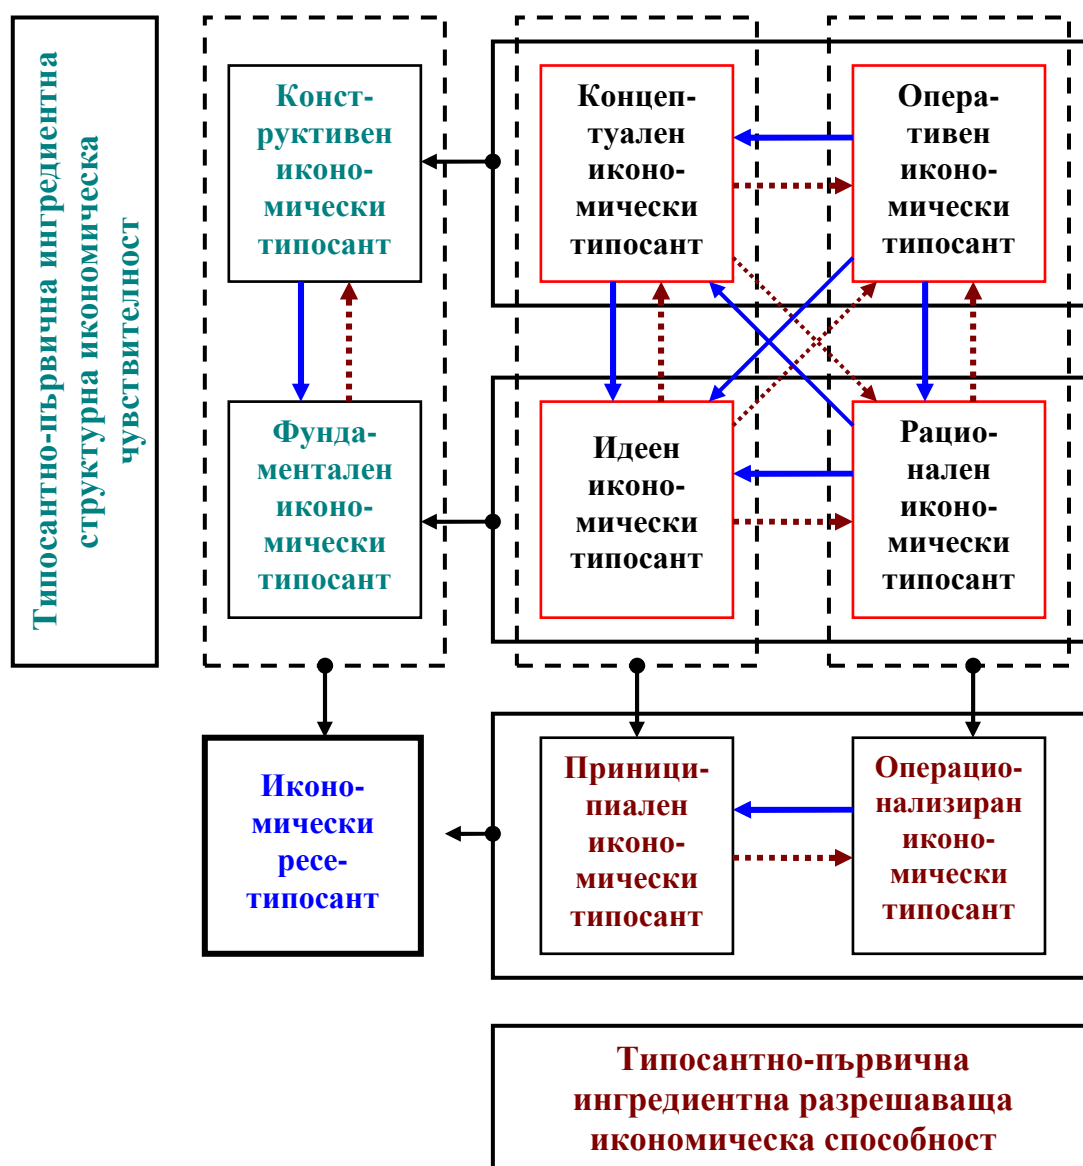 Типосантно-първична ингредиентна
структурна икономическа
чувствителност
Конст-
руктивен
иконо-
мически
типосант
Концеп-
туален
иконо-
мически
типосант
Опера-
тивен
иконо-
мически
типосант
Фунда-
ментален
иконо-
мически
типосант
Идеен
иконо-
мически
типосант
Рацио-
нален
иконо-
мически
типосант
Иконо-
мически
ресе-
типосант
Приници-
пиален
иконо-
мически
типосант
Операцио-
нализиран
иконо-
мически
типосант
Типосантно-първична
ингредиентна разрешаваща
икономическа способност